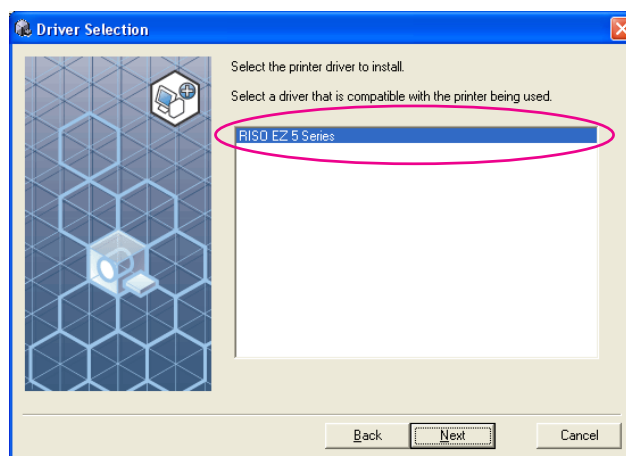 Driver Selection
Select the printer driver to install.
Select a driver that is compatible with the printer being used.
RISO EZ 5 Series
Back Next Cancel